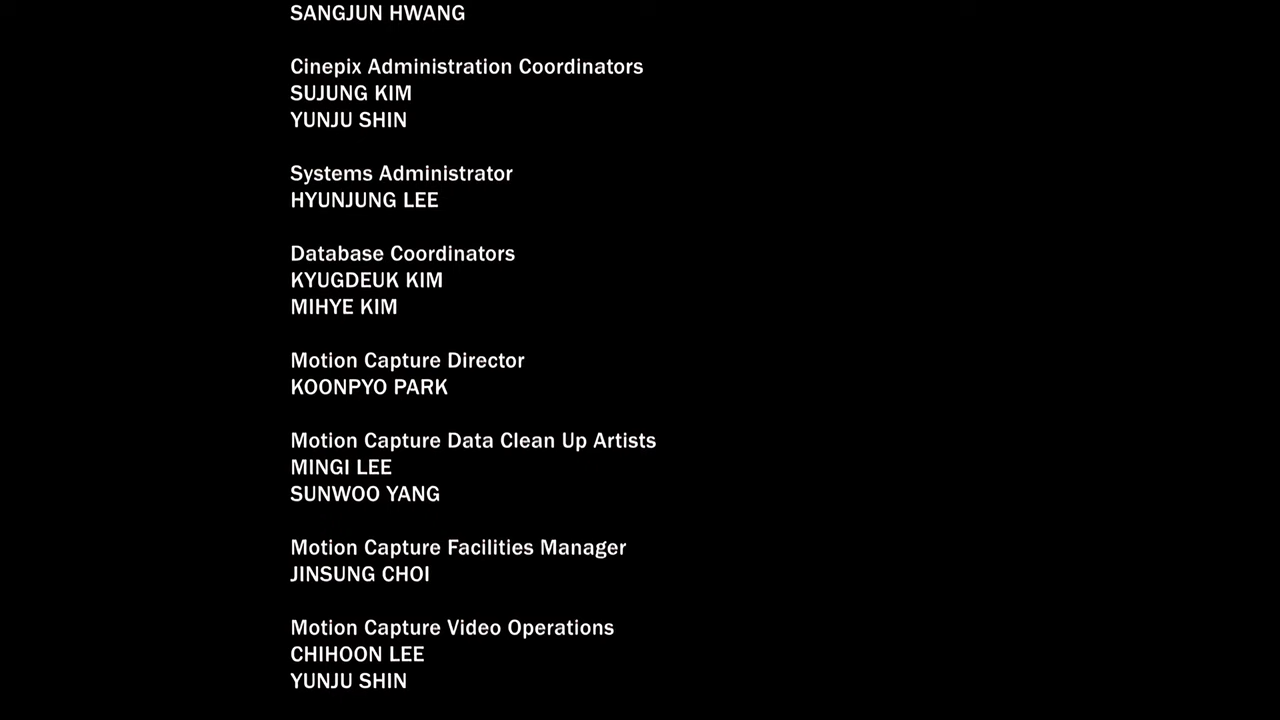 SANGJUN HWANG
Cinepix Administration Coordinators
SUJUNG KIM
YUNJU SHIN
Systems Administrator
HYUNJUNG LEE
Database Coordinators
KYUGDEUK KIM
MIHYE KIM
Motion Capture Director
KOONPYO PARK
Motion Capture Data Clean Up Artists
MINGI LEE
SUNWOO YANG
Motion Capture Facilities Manager
JINSUNG CHOI
Motion Capture Video Operations
CHIHOON LEE
YUNJU SHIN